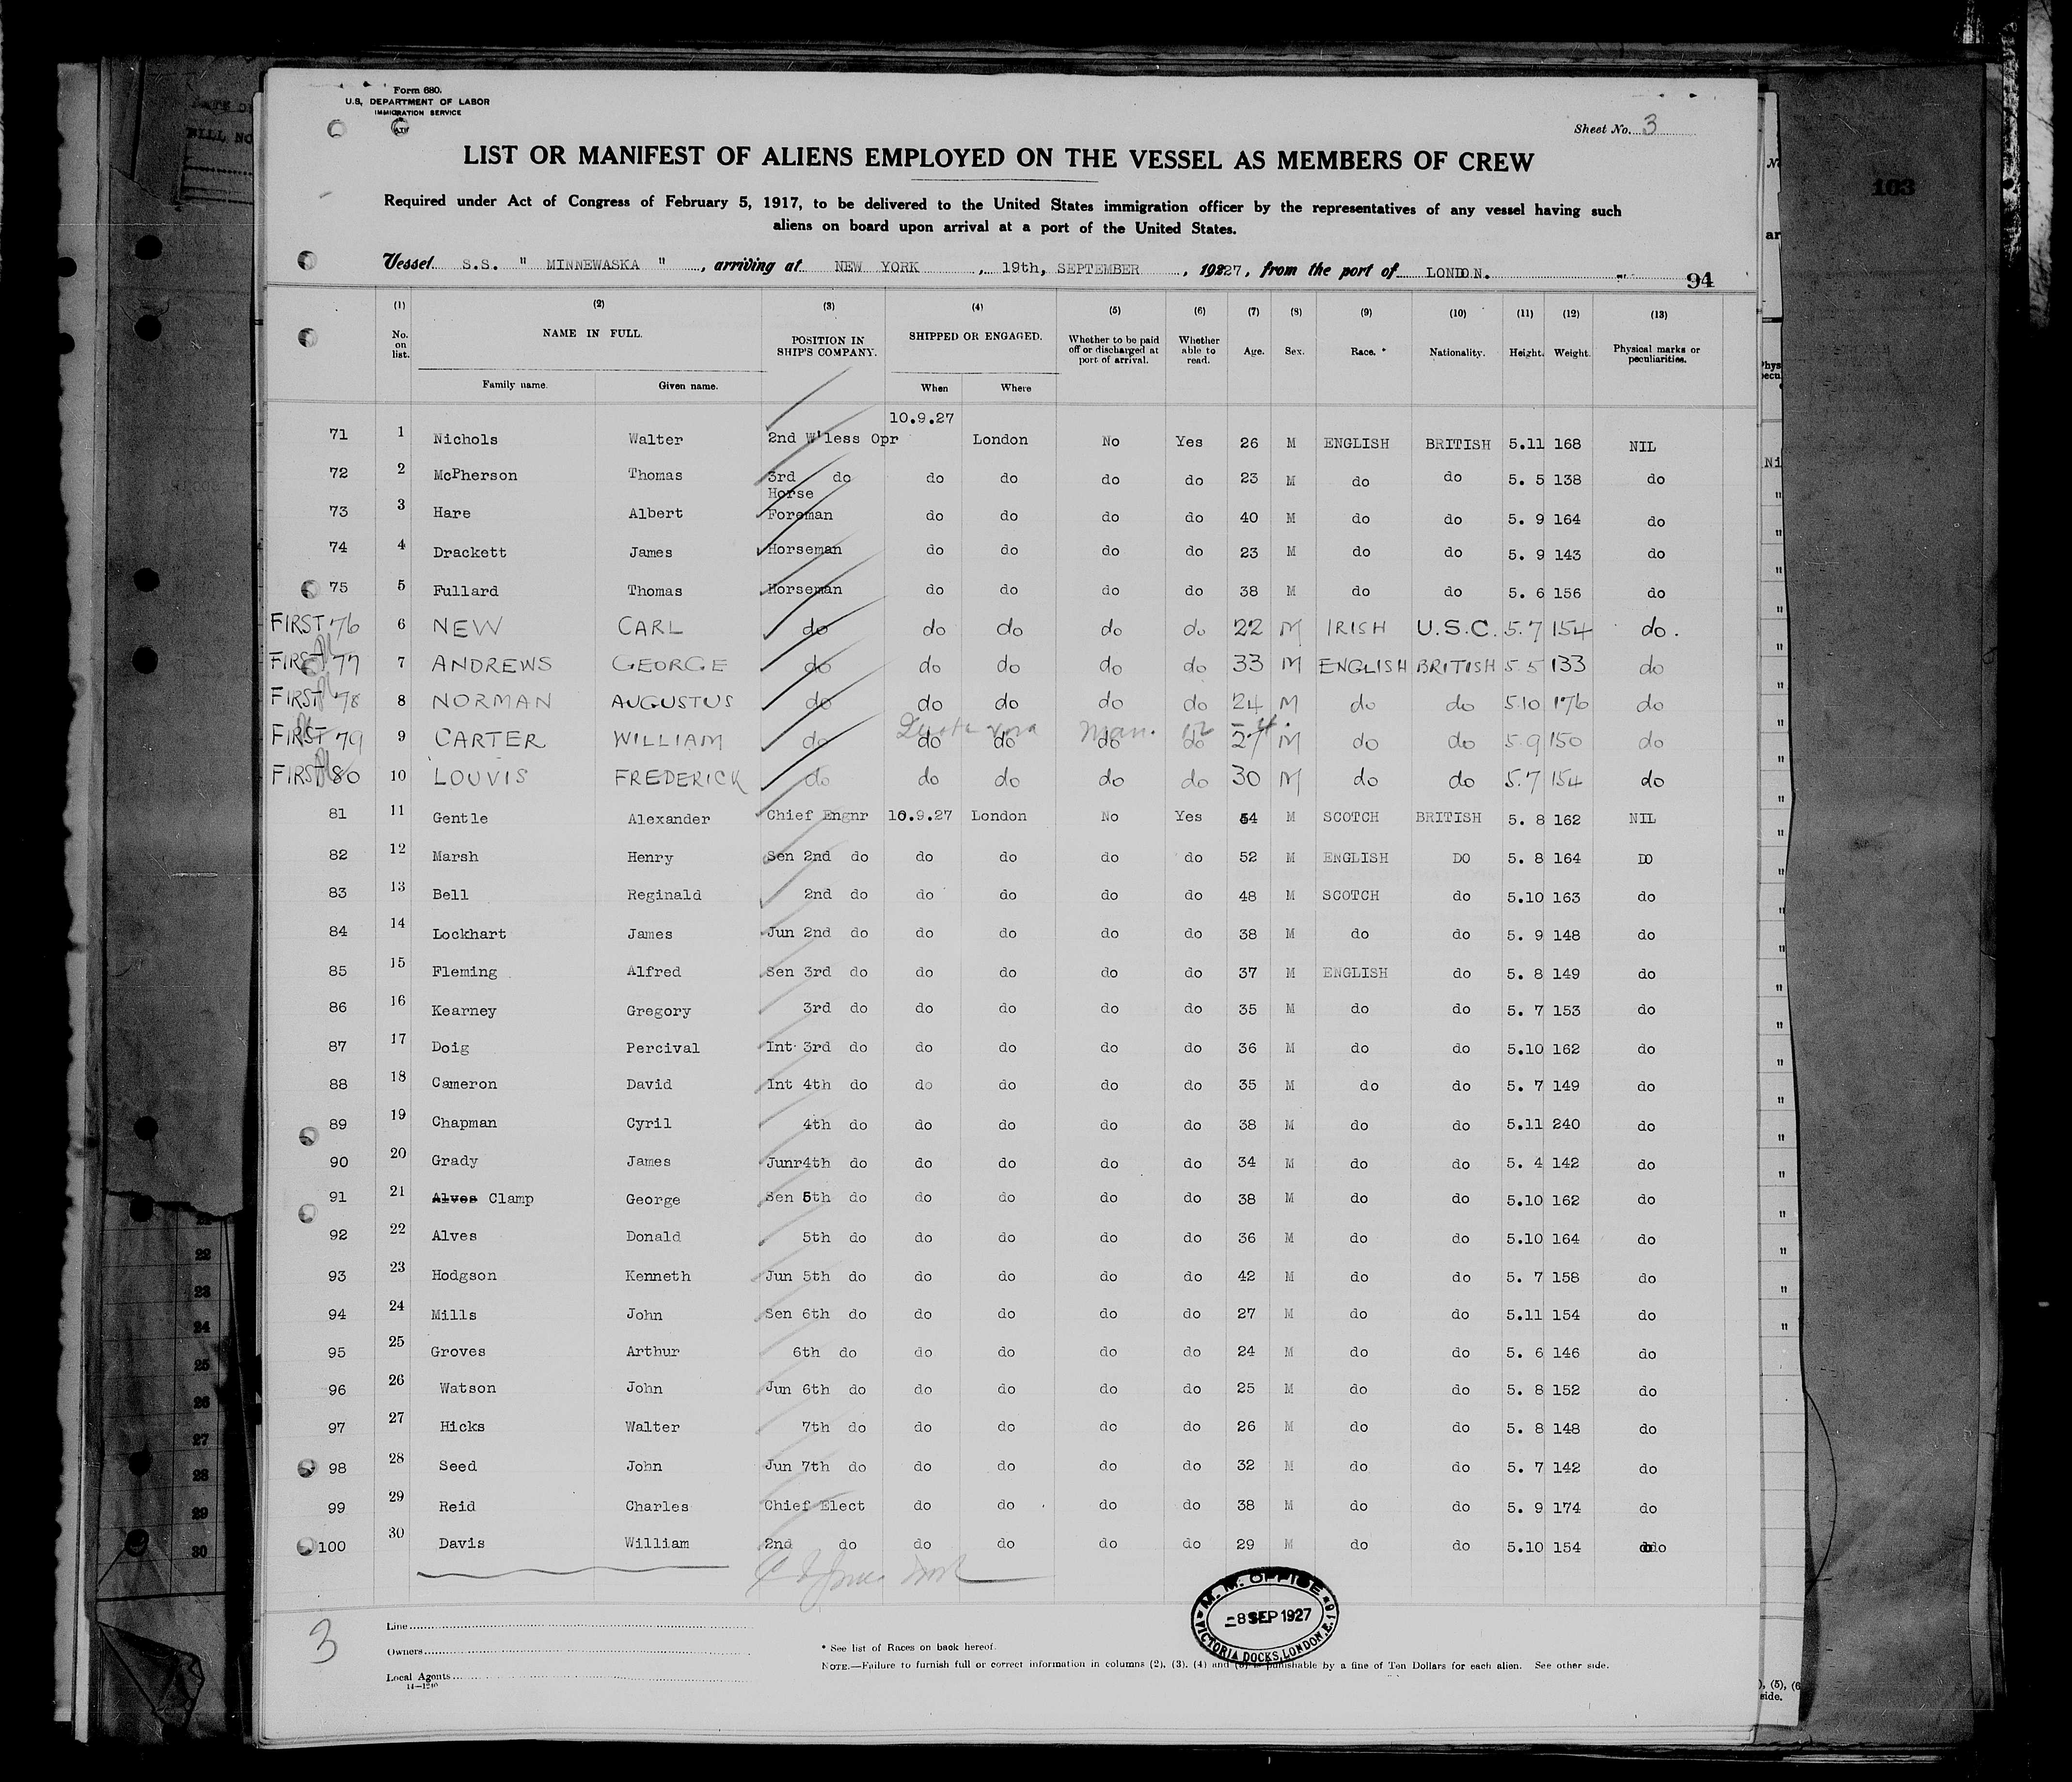 Form 680.
U.S. DEPARTMENT OF LABOR
IMMIGRATION SERVICE
Sheet No. 3
LIST OR MANIFEST OF ALIENS EMPLOYED ON THE VESSEL AS MEMBERS OF CREW
Required under Act of Congress of February 5, 1917, to be delivered to the United States immigration officer by the representatives of any vessel having such
aliens on board upon arrival at a port of the United States.
Vessel S.S. " MINNEWASKA ", arriving at NEW YORK, 19th, SEPTEMBER, 1927, from the port of LONDON.
94
(1) (2) (3) (4) (5) (6) (7) (8) (9) (10) (11) (12) (13)
No. on list. NAME IN FULL. POSITION IN SHIP'S COMPANY. SHIPPED OR ENGAGED. Whether to be paid off or discharged at port of arrival. Whether able to read. Age. Sex. Race. * Nationality. Height. Weight. Physical marks or peculiarities.
Family name. Given name. When Where
10.9.27
71 1 Nichols Walter 2nd W'less Opr London No Yes 26 M ENGLISH BRITISH 5.11 168 NIL
72 2 McPherson Thomas 3rd do do do do do 23 M do do 5. 5 138 do
73 3 Hare Albert Horse Foreman do do do do 40 M do do 5. 9 164 do
74 4 Drackett James Horseman do do do do 23 M do do 5. 9 143 do
75 5 Fullard Thomas Horseman do do do do 38 M do do 5. 6 156 do
FIRST 76 6 NEW CARL do do do do do 22 M IRISH U.S.C. 5.7 154 do.
FIRST 77 7 ANDREWS GEORGE do do do do do 33 M ENGLISH BRITISH 5.5 133 do
FIRST 78 8 NORMAN AUGUSTUS do do do do do 24 M do do 5.10 176 do
FIRST 79 9 CARTER WILLIAM do do do do do 27 M do do 5.9 150 do
FIRST 80 10 LOUVIS FREDERICK do do do do do 30 M do do 5.7 154 do
81 11 Gentle Alexander Chief Engnr 10.9.27 London No Yes 54 M SCOTCH BRITISH 5. 8 162 NIL
82 12 Marsh Henry Sen 2nd do do do do do 52 M ENGLISH DO 5. 8 164 DO
83 13 Bell Reginald 2nd do do do do do 48 M SCOTCH do 5.10 163 do
84 14 Lockhart James Jun 2nd do do do do do 38 M do do 5. 9 148 do
85 15 Fleming Alfred Sen 3rd do do do do do 37 M ENGLISH do 5. 8 149 do
86 16 Kearney Gregory 3rd do do do do do 35 M do do 5. 7 153 do
87 17 Doig Percival Int 3rd do do do do do 36 M do do 5.10 162 do
88 18 Cameron David Int 4th do do do do do 35 M do do 5. 7 149 do
89 19 Chapman Cyril 4th do do do do do 38 M do do 5.11 240 do
90 20 Grady James Junr4th do do do do do 34 M do do 5. 4 142 do
91 21 Alves Clamp George Sen 5th do do do do do 38 M do do 5.10 162 do
92 22 Alves Donald 5th do do do do do 36 M do do 5.10 164 do
93 23 Hodgson Kenneth Jun 5th do do do do do 42 M do do 5. 7 158 do
94 24 Mills John Sen 6th do do do do do 27 M do do 5.11 154 do
95 25 Groves Arthur 6th do do do do do 24 M do do 5. 6 146 do
96 26 Watson John Jun 6th do do do do do 25 M do do 5. 8 152 do
97 27 Hicks Walter 7th do do do do do 26 M do do 5. 8 148 do
98 28 Seed John Jun 7th do do do do do 32 M do do 5. 7 142 do
99 29 Reid Charles Chief Elect do do do do 38 M do do 5. 9 174 do
100 30 Davis William 2nd do do do do do 29 M do do 5.10 154 do
M. M. OFFICE
-8 SEP 1927
VICTORIA DOCKS, LONDON, E.16
3
Line
Owners
Local Agents
14-1240
* See list of Races on back hereof.
NOTE.—Failure to furnish full or correct information in columns (2), (3), (4) and (5) is punishable by a fine of Ten Dollars for each alien. See other side.
103
22
23
24
25
26
27
28
29
30